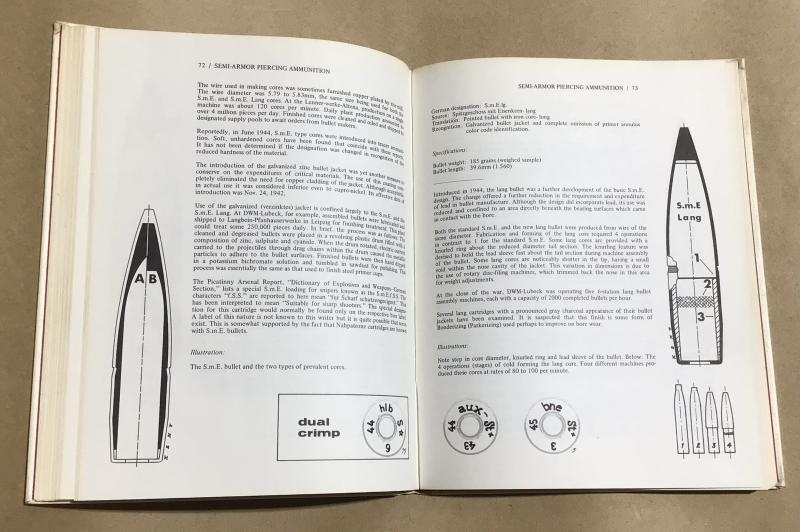 72 / SEMI-ARMOR PIERCING AMMUNITION
The wire used in making cores was sometimes furnished copper plated by the mill.
The wire diameter was 5.79 to 5.83mm, the same size being used for both the
S.m.E. and S.m.E. Lang cores. At the Lenner-werke-Altena, production on a single
machine was about 120 cores per minute. Daily plant production amounted to
over 4 million pieces per day. Finished cores were cleaned and oiled and shipped to
designated supply pools to await orders from bullet makers.
Reportedly, in June 1944, S.m.E. type cores were introduced into tracer ammuni-
tion. Soft, unhardened cores have been found that coincide with these reports.
It has not been determined if the designation was changed in recognition of the
reduced hardness of the material.
The introduction of the galvanized zinc bullet jacket was yet another measure to
conserve on the expenditures of critical materials. The use of this coating com-
pletely eliminated the need for copper cladding of the jacket. Although acceptable
in actual use it was considered inferior even to cupro-nickel. Its effective date of
introduction was Nov. 24, 1942.
Use of the galvanized (verzinktes) jacket is confined largely to the S.m.E. and the
S.m.E. Lang. At DWM-Lubeck, for example, assembled bullets were lubricated and
shipped to Langbein-Pfanhauserwerke in Leipzig for finishing treatment. This plant
could treat some 250,000 pieces daily. In brief, the process was as follows. The
cleaned and degreased bullets were placed in a revolving plastic drum filled with a
composition of zinc, sulphate and cyanide. When the drum rotated, electric current
carried to the projectiles through drag chains within the drum caused the metallic
particles to adhere to the bullet surfaces. Finished bullets were then hard dipped
in a potassium bichromate solution and tumbled in sawdust for polishing. This
process was essentially the same as that used to finish steel primer cups.
The Picatinny Arsenal Report, "Dictionary of Explosives and Weapons-German
Section," lists a special S.m.E. loading for snipers known as the S.m.E.f.S.S. The
characters "f.S.S." are reported to here mean 'fur Scharf schutzengerigent.' This
has been interpreted to mean "Suitable for sharp shooters." The special designa-
tion for this cartridge would normally be found only on the respective box label.
A label of this nature is not known to this writer but it is quite possible that some
exist. This is somewhat supported by the fact that Nahpatrone cartridges are known
with S.m.E. bullets.
Illustration:
The S.m.E. bullet and the two types of prevalent cores.
A B
KENT
dual
crimp
hlb
St
6
44
SEMI-ARMOR PIERCING AMMUNITION / 73
German designation: S.m.E.lg.
Source: Spitzgeschoss mit Eisenkern- lang
Translation: Pointed bullet with iron core- long
Recognition: Galvanized bullet jacket and complete omission of primer annulus
color code identification.
Specifications:
Bullet weight: 185 grains (weighed sample)
Bullet length: 39.6mm (1.560)
Introduced in 1944, the lang bullet was a further development of the basic S.m.E.
design. The change offered a further reduction in the requirement and expenditure
of lead in bullet manufacture. Although the design did incorporate lead, its use was
reduced and confined to an area directly beneath the bearing surfaces which came
in contact with the bore.
Both the standard S.m.E. and the new lang bullet were produced from wire of the
same diameter. Fabrication and forming of the lang core required 4 operations
in contrast to 1 for the standard S.m.E. Some lang cores are provided with a
knurled ring about the reduced diameter tail section. The knurling feature was
devised to hold the lead sleeve fast about the tail section during machine assembly
of the bullet. Some lang cores are noticeably shorter in the tip, having a small
void within the nose cavity of the jacket. This variation in dimensions is due to
the use of rotary disc-filing machines, which trimmed back the nose in this area
for weight adjustments.
At the close of the war, DWM-Lubeck was operating five 6-station lang bullet
assembly machines, each with a capacity of 2000 completed bullets per hour.
Several lang cartridges with a pronounced gray charcoal appearance of their bullet
jackets have been examined. It is suspected that this finish is some form of
Bonderizing (Parkerizing) used perhaps to improve on bore wear.
Illustrations:
Note step in core diameter, knurled ring and lead sleeve of the bullet. Below: The
4 operations (stages) of cold forming the lang core. Four different machines pro-
duced these cores at rates of 80 to 100 per minute.
aux-
St+
43
44
bne
St+
3
45
S.m.E
Lang
1
2
3
1 2 3 4